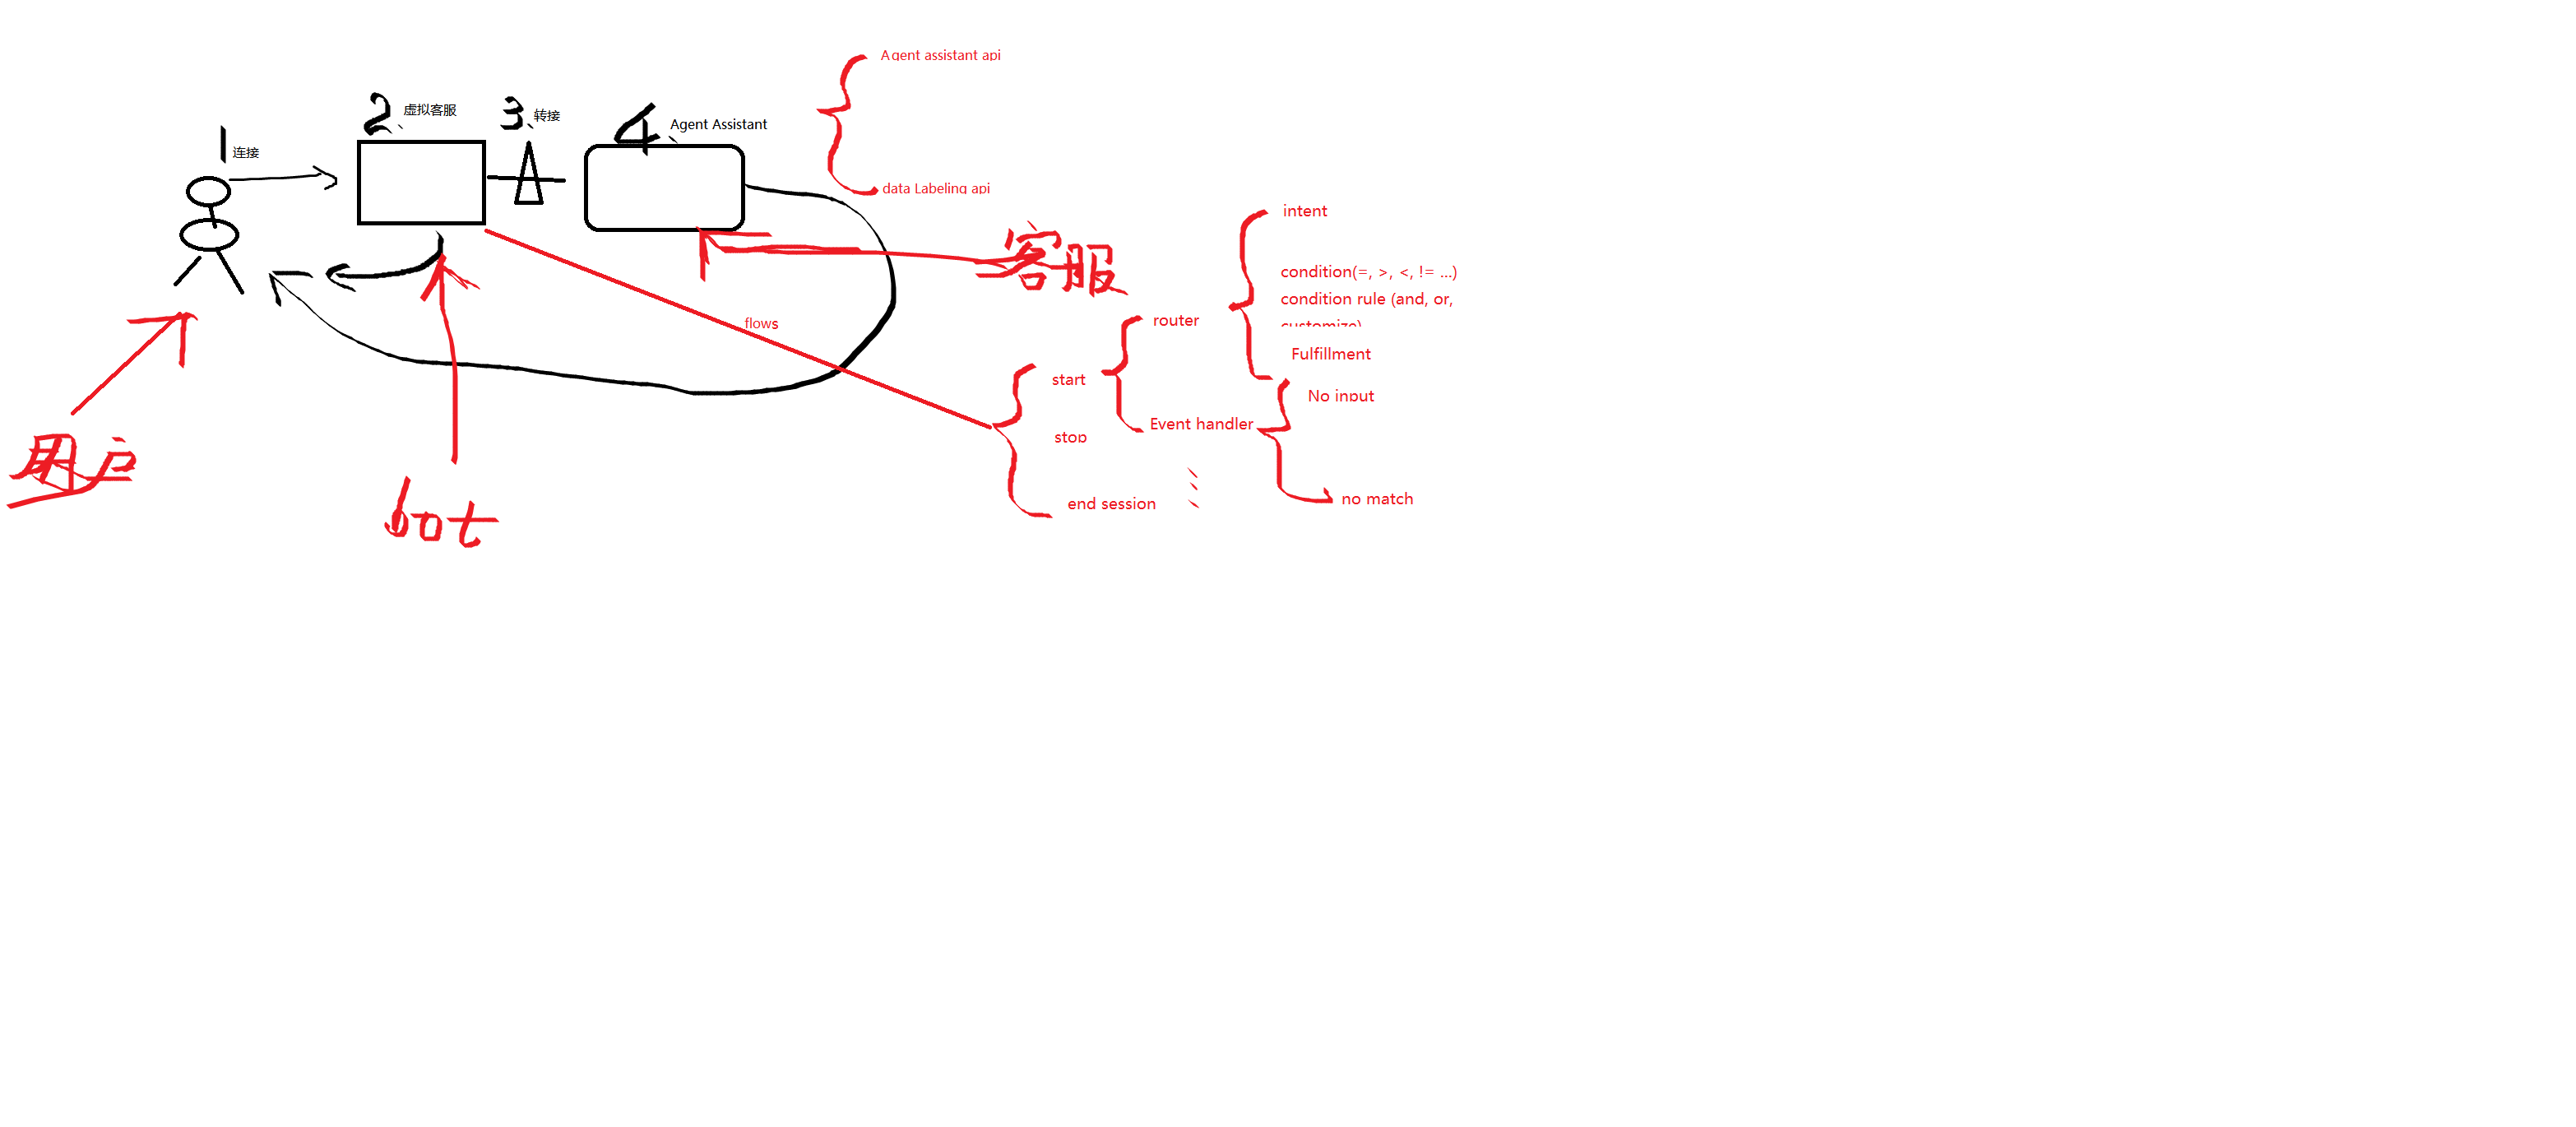 Agent assistant api
2、虚拟客服
3、转接
4、Agent Assistant
1 连接
data Labeling api
intent
客服
condition(=, >, <, != ...)
condition rule (and, or,
customize)
router
flows
Fulfillment
start
No input
Event handler
stop
用户
no match
end session
bot